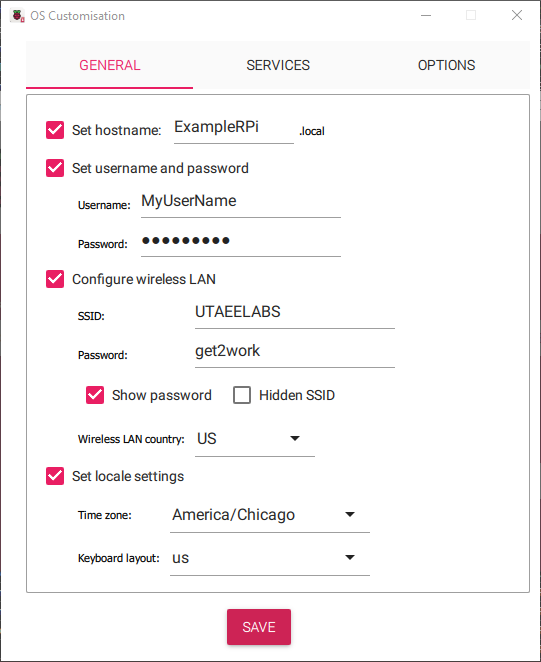 OS Customisation
GENERAL SERVICES OPTIONS
Set hostname: ExampleRPi .local
Set username and password
Username: MyUserName
Password: ●●●●●●●●●
Configure wireless LAN
SSID: UTAEELABS
Password: get2work
Show password Hidden SSID
Wireless LAN country: US
Set locale settings
Time zone: America/Chicago
Keyboard layout: us
SAVE